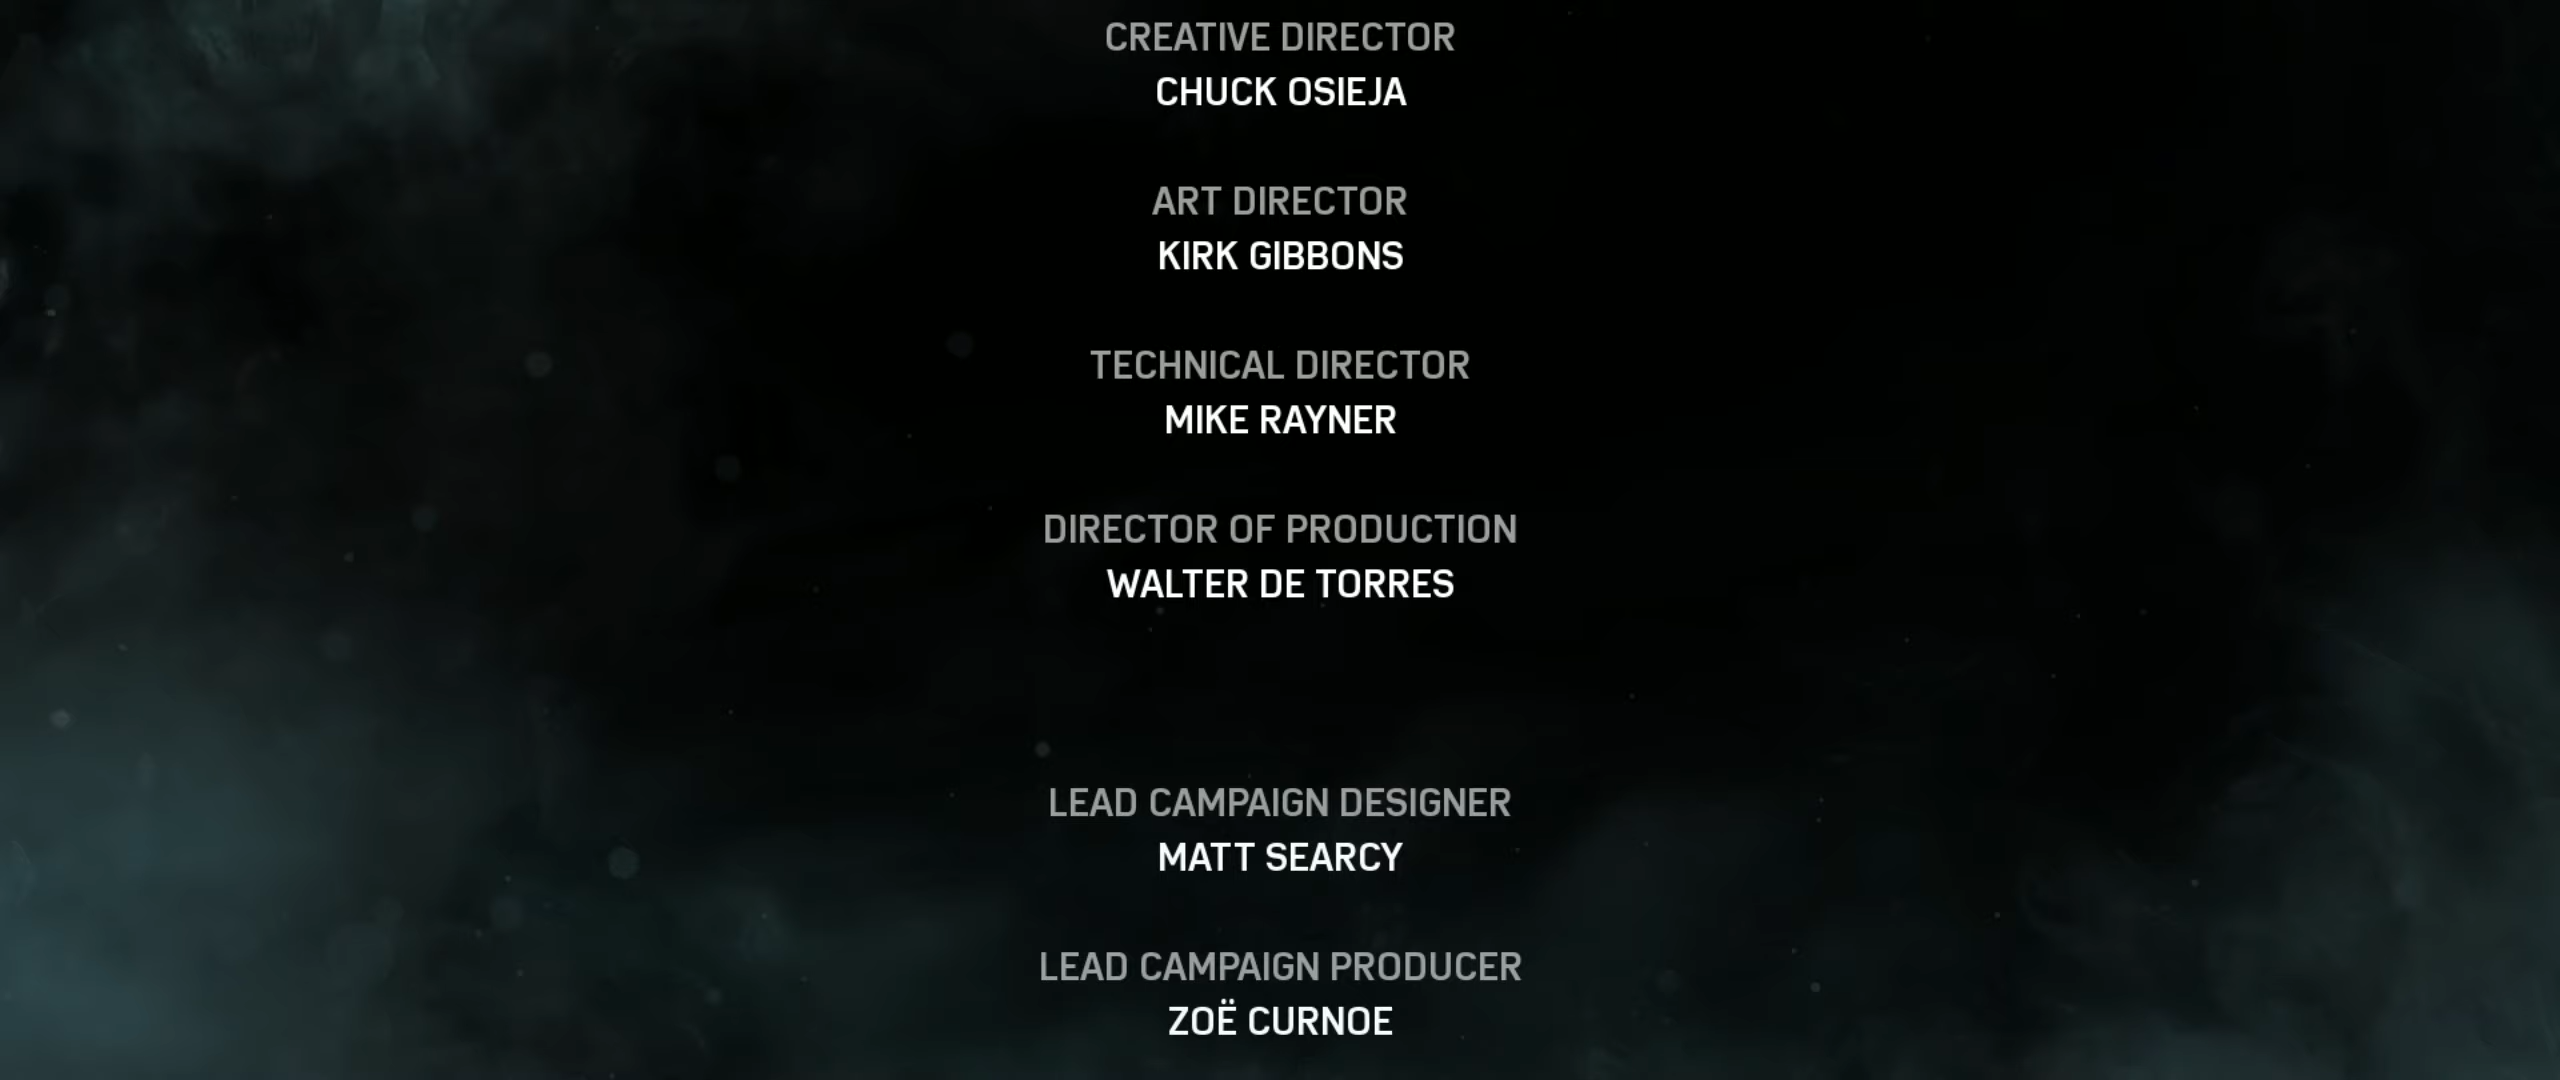 CREATIVE DIRECTOR
CHUCK OSIEJA
ART DIRECTOR
KIRK GIBBONS
TECHNICAL DIRECTOR
MIKE RAYNER
DIRECTOR OF PRODUCTION
WALTER DE TORRES
LEAD CAMPAIGN DESIGNER
MATT SEARCY
LEAD CAMPAIGN PRODUCER
ZOË CURNOE